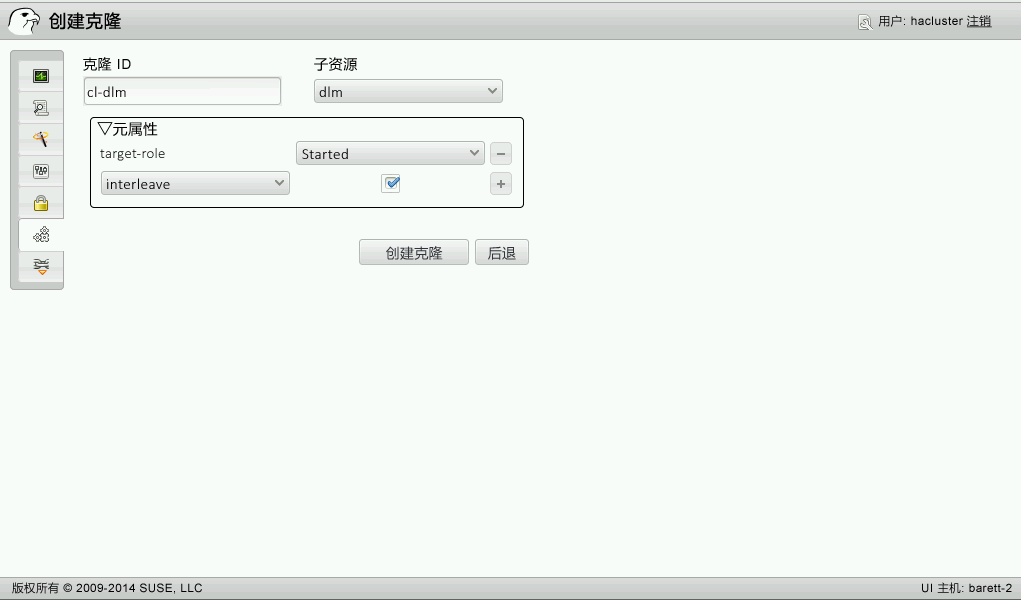 创建克隆
用户: hacluster 注销
克隆 ID
子资源
cl-dlm
dlm
▽元属性
target-role
Started
interleave
创建克隆
后退
版权所有 © 2009-2014 SUSE, LLC
UI 主机: barett-2